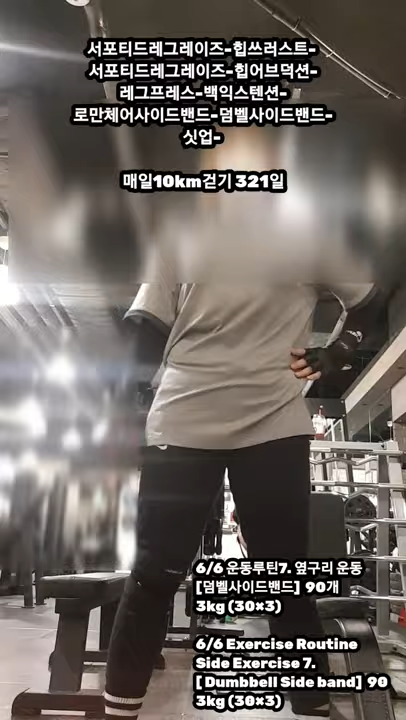 서포티드레그레이즈-힙쓰러스트-
서포티드레그레이즈-힙어브덕션-
레그프레스-백익스텐션-
로만체어사이드밴드-덤벨사이드밴드-
싯업-
매일10km걷기 321일
6/6 운동루틴7. 옆구리 운동
[덤벨사이드밴드] 90개
3kg (30×3)
6/6 Exercise Routine
Side Exercise 7.
[ Dumbbell Side band] 90
3kg (30×3)